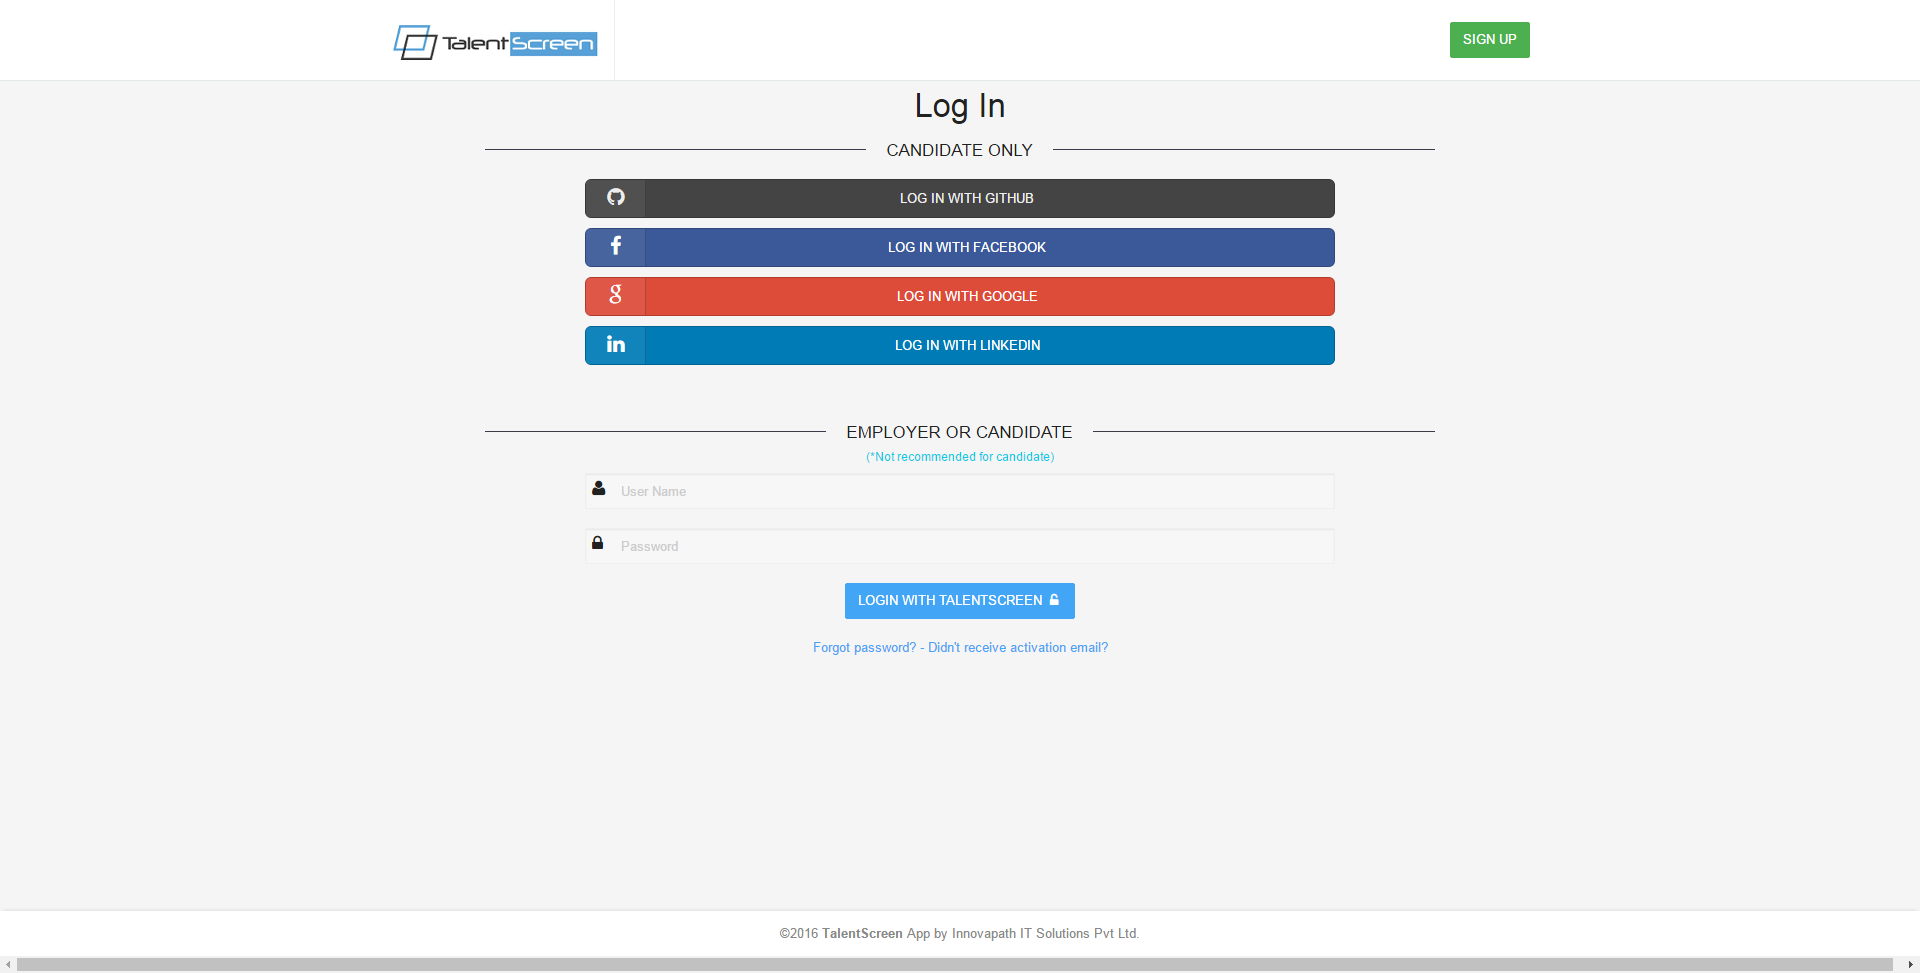 TalentScreen
SIGN UP
Log In
CANDIDATE ONLY
LOG IN WITH GITHUB
LOG IN WITH FACEBOOK
LOG IN WITH GOOGLE
LOG IN WITH LINKEDIN
EMPLOYER OR CANDIDATE
(*Not recommended for candidate)
User Name
Password
LOGIN WITH TALENTSCREEN
Forgot password? - Didn't receive activation email?
©2016 TalentScreen App by Innovapath IT Solutions Pvt Ltd.